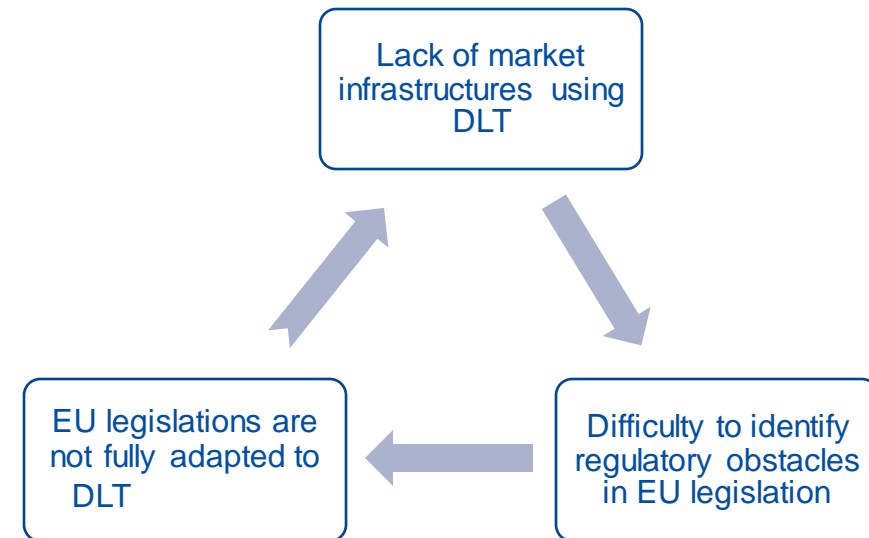 Lack of market
infrastructures using
DLT
EU legislations are
not fully adapted to
DLT
Difficulty to identify
regulatory obstacles
in EU legislation